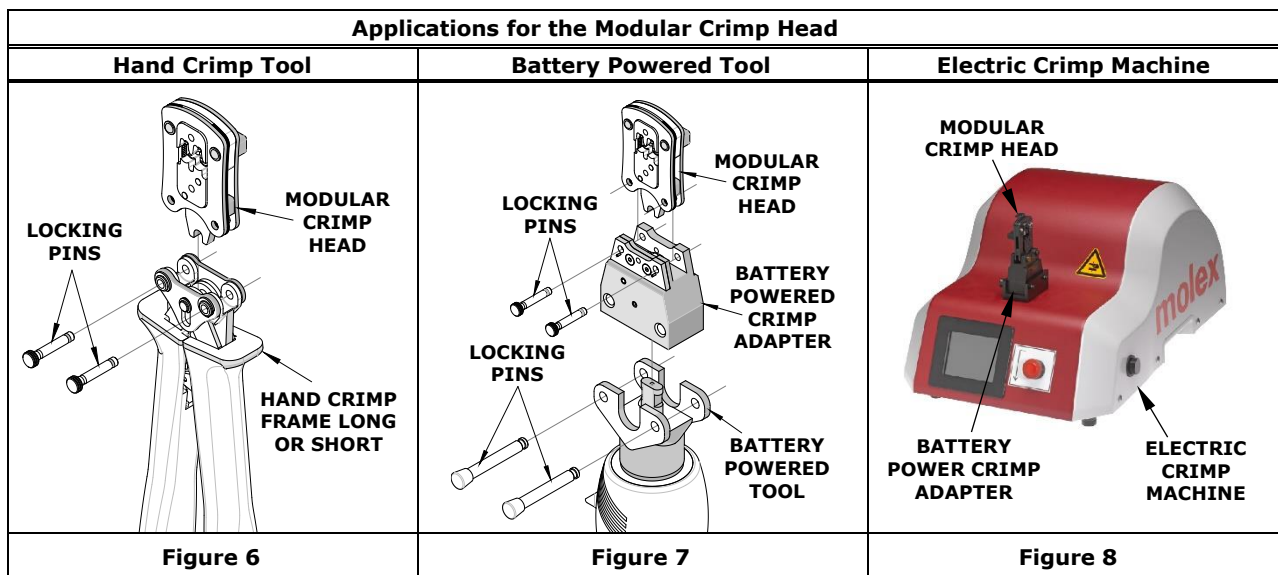 Applications for the Modular Crimp Head
Hand Crimp Tool
Battery Powered Tool
Electric Crimp Machine
MODULAR
CRIMP
HEAD
LOCKING
PINS
HAND CRIMP
FRAME LONG
OR SHORT
MODULAR
CRIMP
HEAD
LOCKING
PINS
BATTERY
POWERED
CRIMP
ADAPTER
LOCKING
PINS
BATTERY
POWERED
TOOL
MODULAR
CRIMP HEAD
molex
BATTERY
POWER CRIMP
ADAPTER
ELECTRIC
CRIMP
MACHINE
Figure 6
Figure 7
Figure 8